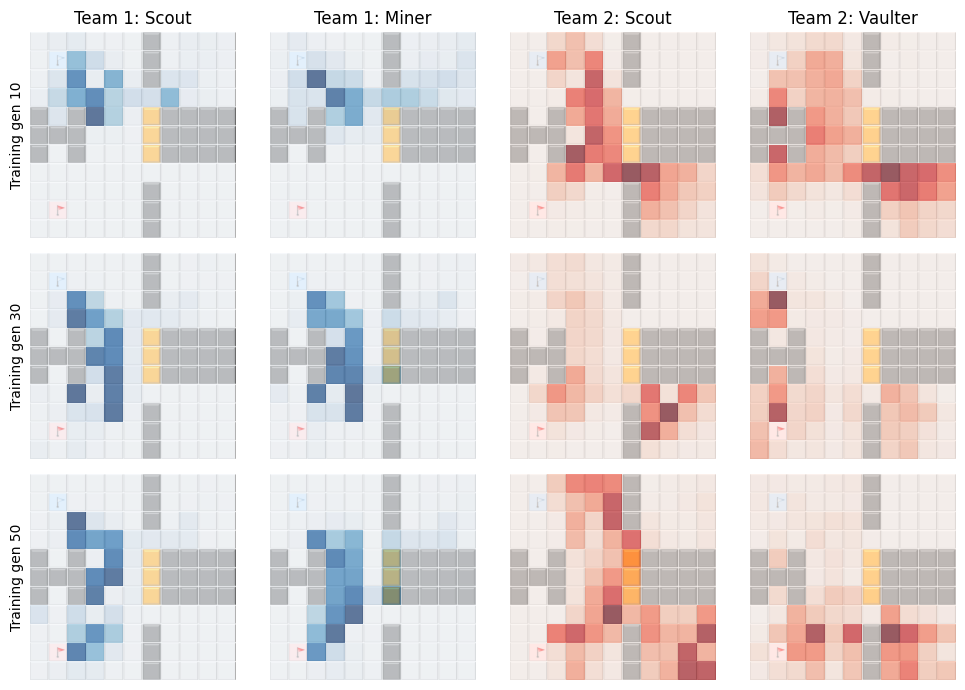 Team 1: Scout
Team 1: Miner
Team 2: Scout
Team 2: Vaulter
Training gen 10
Training gen 30
Training gen 50